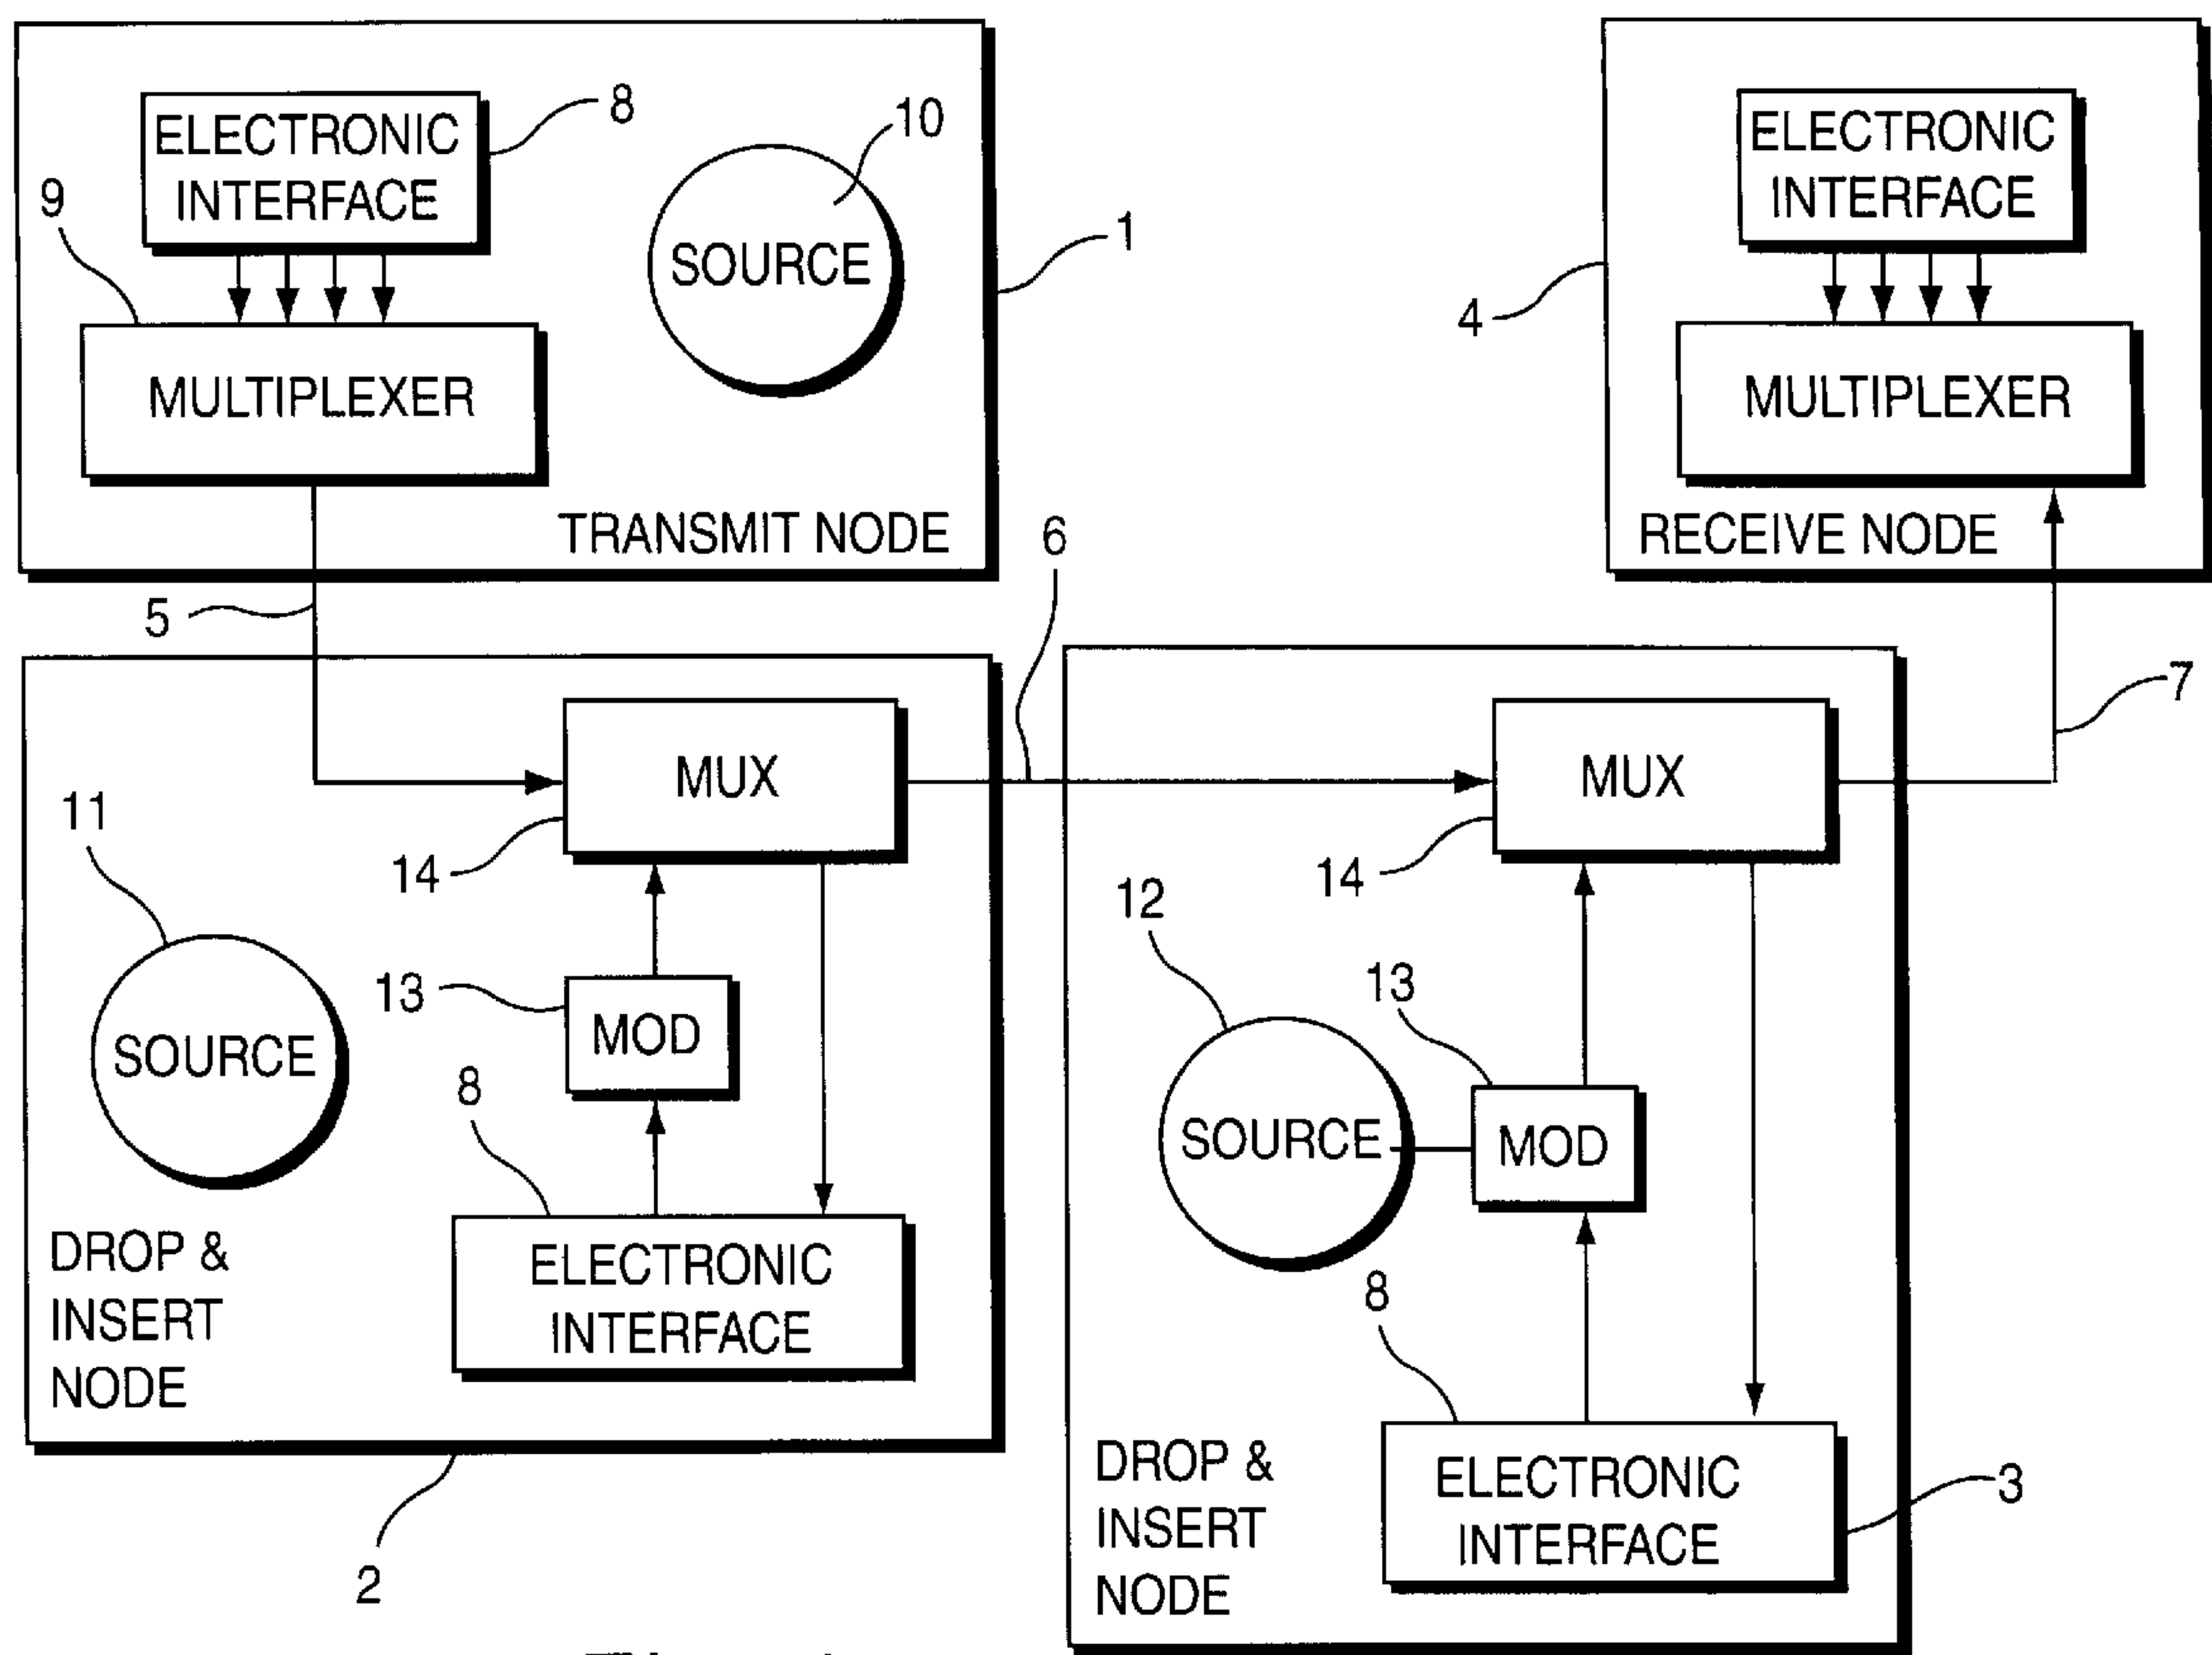 ELECTRONIC
INTERFACE
8
10
SOURCE
9
MULTIPLEXER
TRANSMIT NODE
1
ELECTRONIC
INTERFACE
4
MULTIPLEXER
RECEIVE NODE
5
6
7
MUX
14
11
SOURCE
13
MOD
8
ELECTRONIC
INTERFACE
DROP &
INSERT
NODE
2
MUX
14
12
SOURCE
13
MOD
8
ELECTRONIC
INTERFACE
3
DROP &
INSERT
NODE